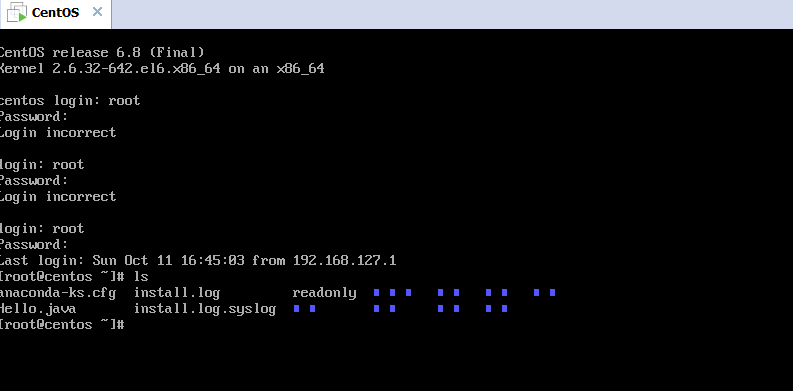 CentOS
CentOS release 6.8 (Final)
Kernel 2.6.32-642.el6.x86_64 on an x86_64
centos login: root
Password:
Login incorrect
login: root
Password:
Login incorrect
login: root
Password:
Last login: Sun Oct 11 16:45:03 from 192.168.127.1
[root@centos ~]# ls
anaconda-ks.cfg install.log readonly
Hello.java install.log.syslog
[root@centos ~]#